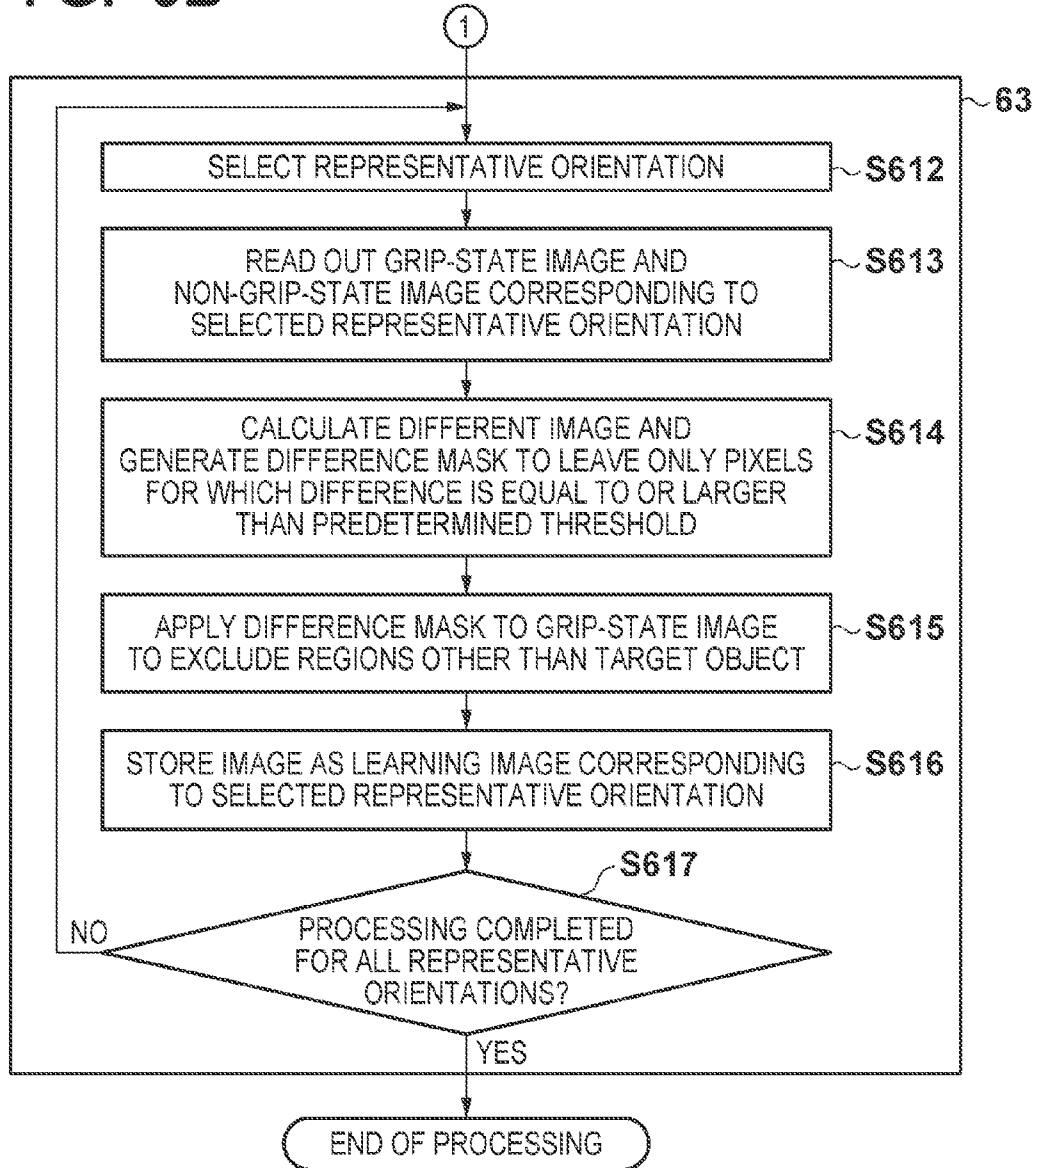 1
63
SELECT REPRESENTATIVE ORIENTATION
S612
READ OUT GRIP-STATE IMAGE AND
NON-GRIP-STATE IMAGE CORRESPONDING TO
SELECTED REPRESENTATIVE ORIENTATION
S613
CALCULATE DIFFERENT IMAGE AND
GENERATE DIFFERENCE MASK TO LEAVE ONLY PIXELS
FOR WHICH DIFFERENCE IS EQUAL TO OR LARGER
THAN PREDETERMINED THRESHOLD
S614
APPLY DIFFERENCE MASK TO GRIP-STATE IMAGE
TO EXCLUDE REGIONS OTHER THAN TARGET OBJECT
S615
STORE IMAGE AS LEARNING IMAGE CORRESPONDING
TO SELECTED REPRESENTATIVE ORIENTATION
S616
S617
NO
PROCESSING COMPLETED
FOR ALL REPRESENTATIVE
ORIENTATIONS?
YES
END OF PROCESSING